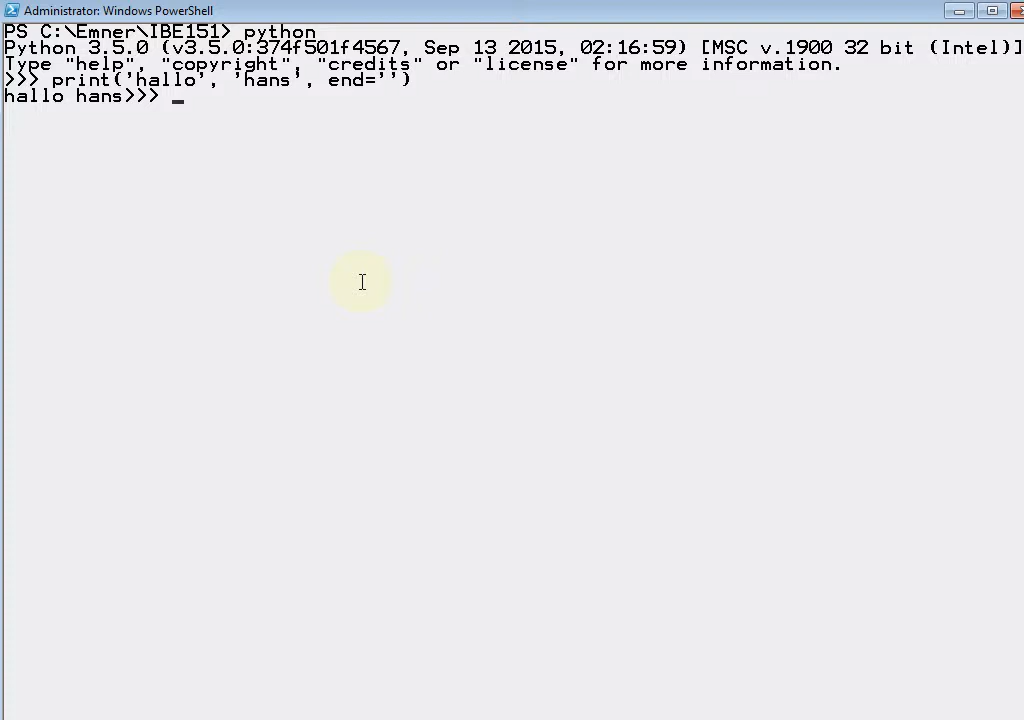 Administrator: Windows PowerShell
PS C:\Emner\IBE151> python
Python 3.5.0 (v3.5.0:374f501f4567, Sep 13 2015, 02:16:59) [MSC v.1900 32 bit (Intel)]
Type "help", "copyright", "credits" or "license" for more information.
>>> print('hallo', 'hans', end='')
hallo hans>>>